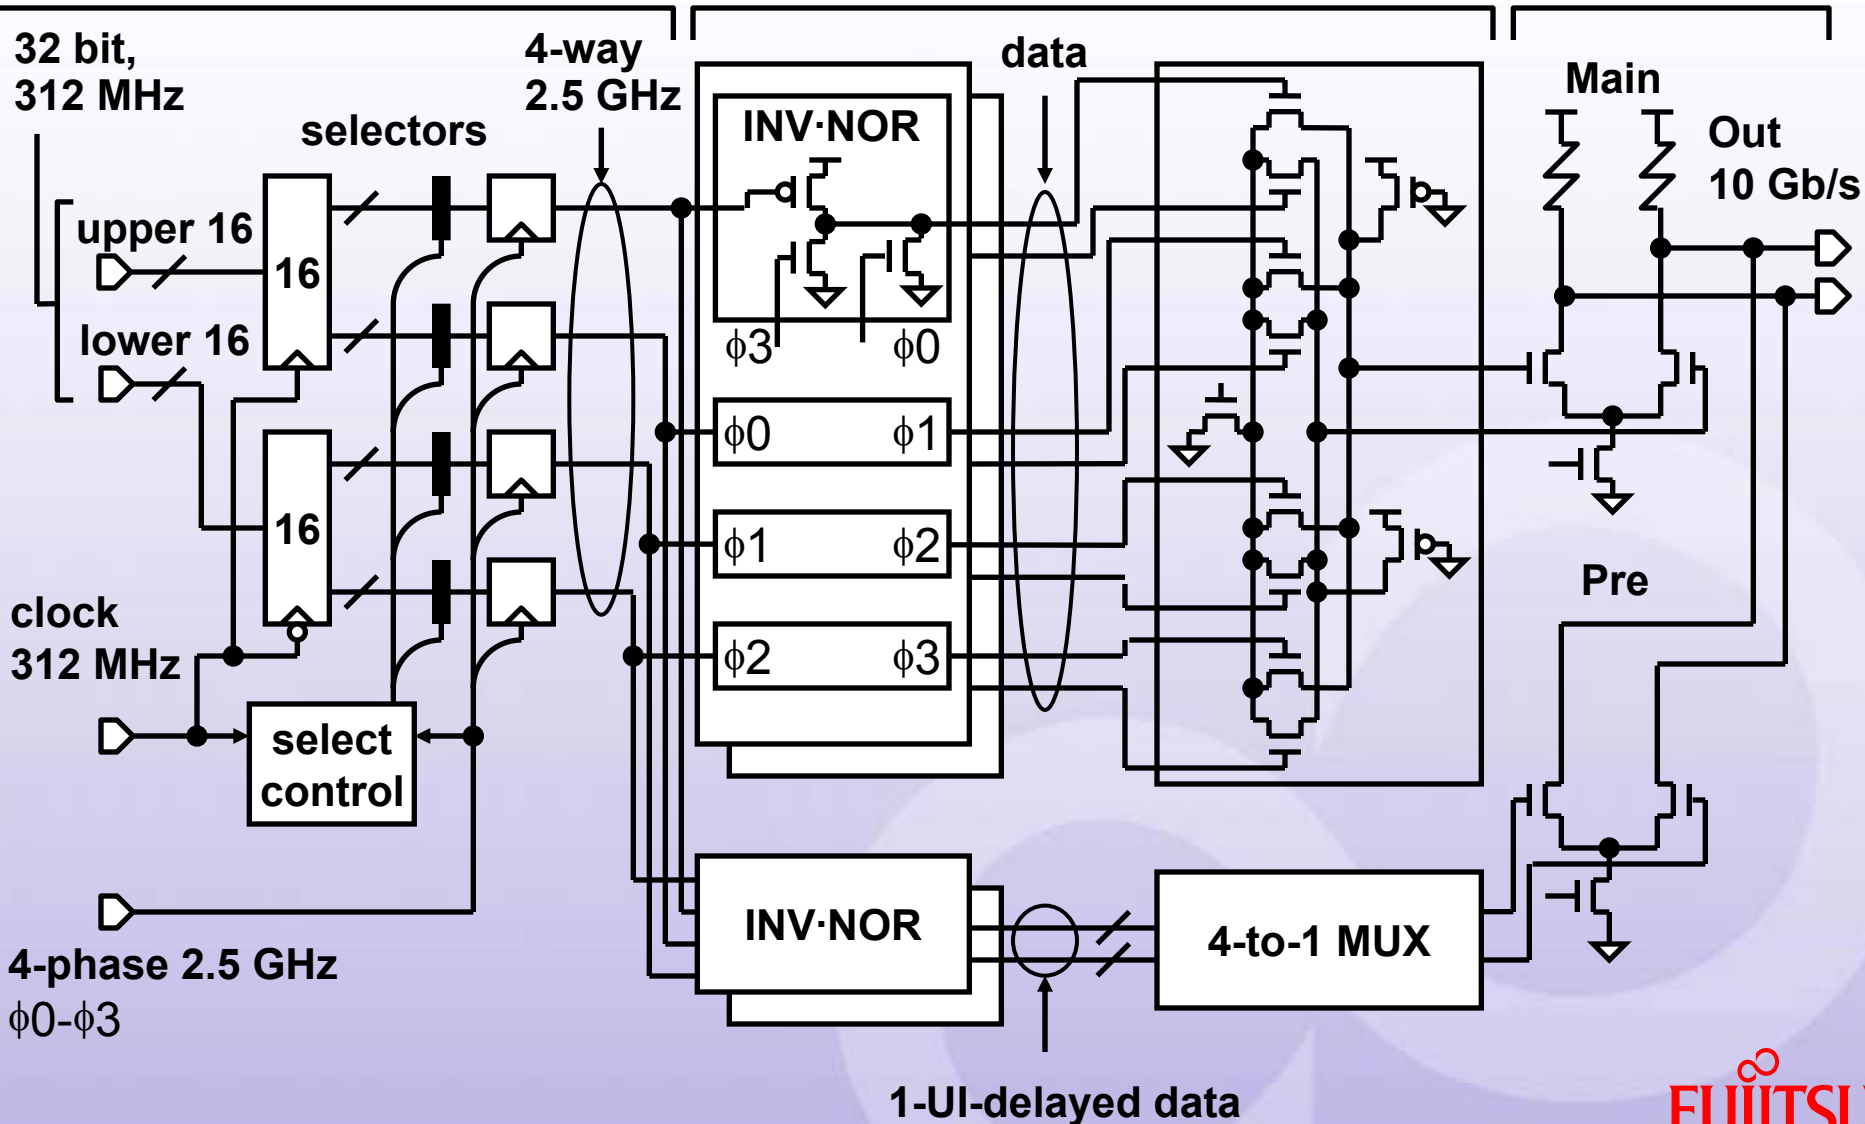 32 bit,
312 MHz
4-way
2.5 GHz
data
Main
Out
10 Gb/s
selectors
INV·NOR
upper 16
16
lower 16
ϕ3
ϕ0
ϕ0
ϕ1
16
ϕ1
ϕ2
Pre
clock
312 MHz
ϕ2
ϕ3
select
control
INV·NOR
4-to-1 MUX
4-phase 2.5 GHz
ϕ0-ϕ3
1-UI-delayed data
FUJITSU